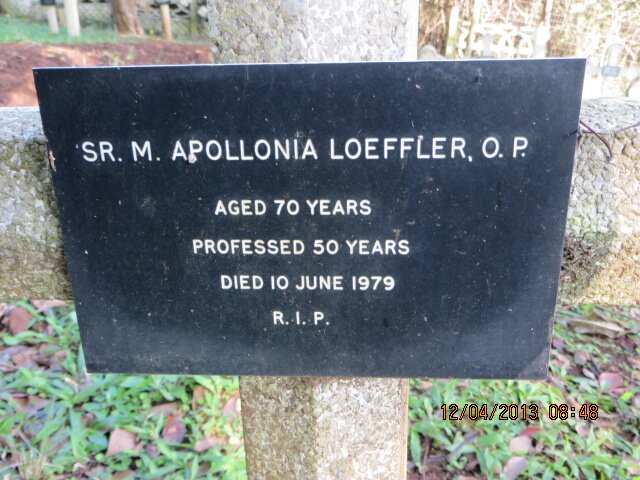 SR. M. APOLLONIA LOEFFLER, O. P.
AGED 70 YEARS
PROFESSED 50 YEARS
DIED 10 JUNE 1979
R. I. P.
12/04/2013 08:48